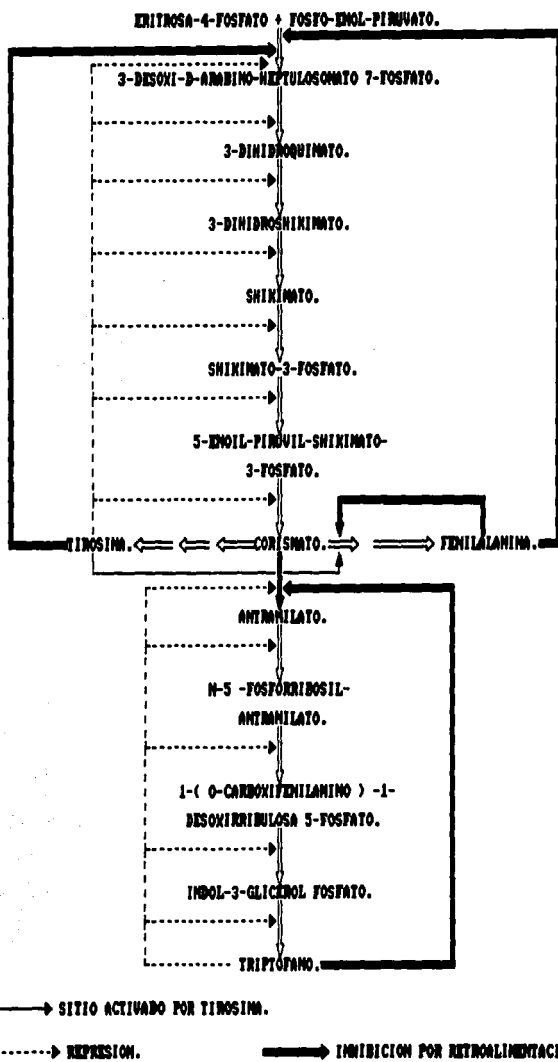 ERITROSA-4-FOSFATO + FOSFO-ENOL-PIRUVATO.
3-DESOXI-D-ARABINO-HEPTULOSONATO 7-FOSFATO.
3-DIHIDROQUINATO.
3-DIHIDROSHIKIMATO.
SHIKIMATO.
SHIKIMATO-3-FOSFATO.
5-ENOIL-PIROVIL-SHIKIMATO-
3-FOSFATO.
TIROSINA. CORISMATO. FENILALAMINA.
ANTRANILATO.
N-5 -FOSFORRIBOSIL-
ANTRANILATO.
1-( O-CARBOXIFENILAMINO ) -1-
DESOXIRRIBULOSA 5-FOSFATO.
INDOL-3-GLICEROL FOSFATO.
TRIPTOFANO.
SITIO ACTIVADO POR TIROSINA.
REPRESION. INHIBICION POR RETROALIMENTACI